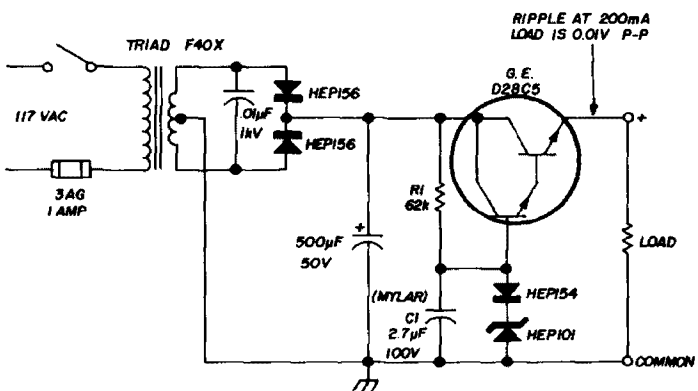 RIPPLE AT 200mA
LOAD IS 0.01V P-P
TRIAD F40X
G.E.
D28C5
117 VAC
.01µF
1kV
HEP156
HEP156
+
3AG
1 AMP
R1
62k
+
500µF
50V
LOAD
(MYLAR)
C1
2.7µF
100V
HEP154
HEP101
COMMON